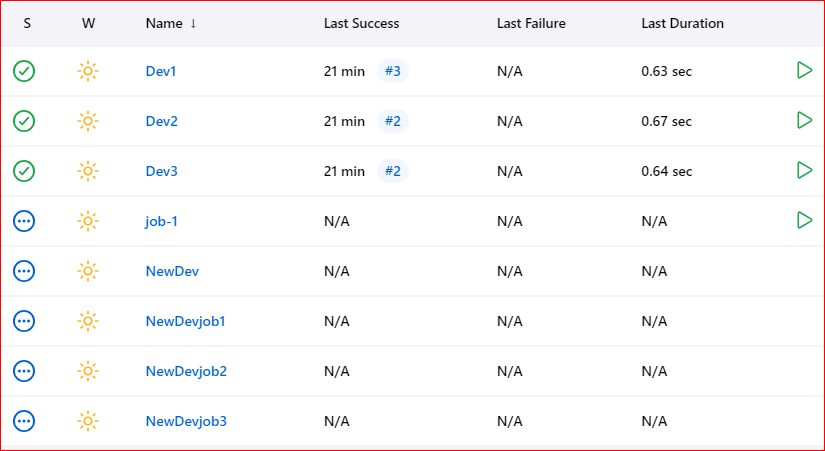 S W Name ↓ Last Success Last Failure Last Duration
Dev1 21 min #3 N/A 0.63 sec
Dev2 21 min #2 N/A 0.67 sec
Dev3 21 min #2 N/A 0.64 sec
job-1 N/A N/A N/A
NewDev N/A N/A N/A
NewDevjob1 N/A N/A N/A
NewDevjob2 N/A N/A N/A
NewDevjob3 N/A N/A N/A